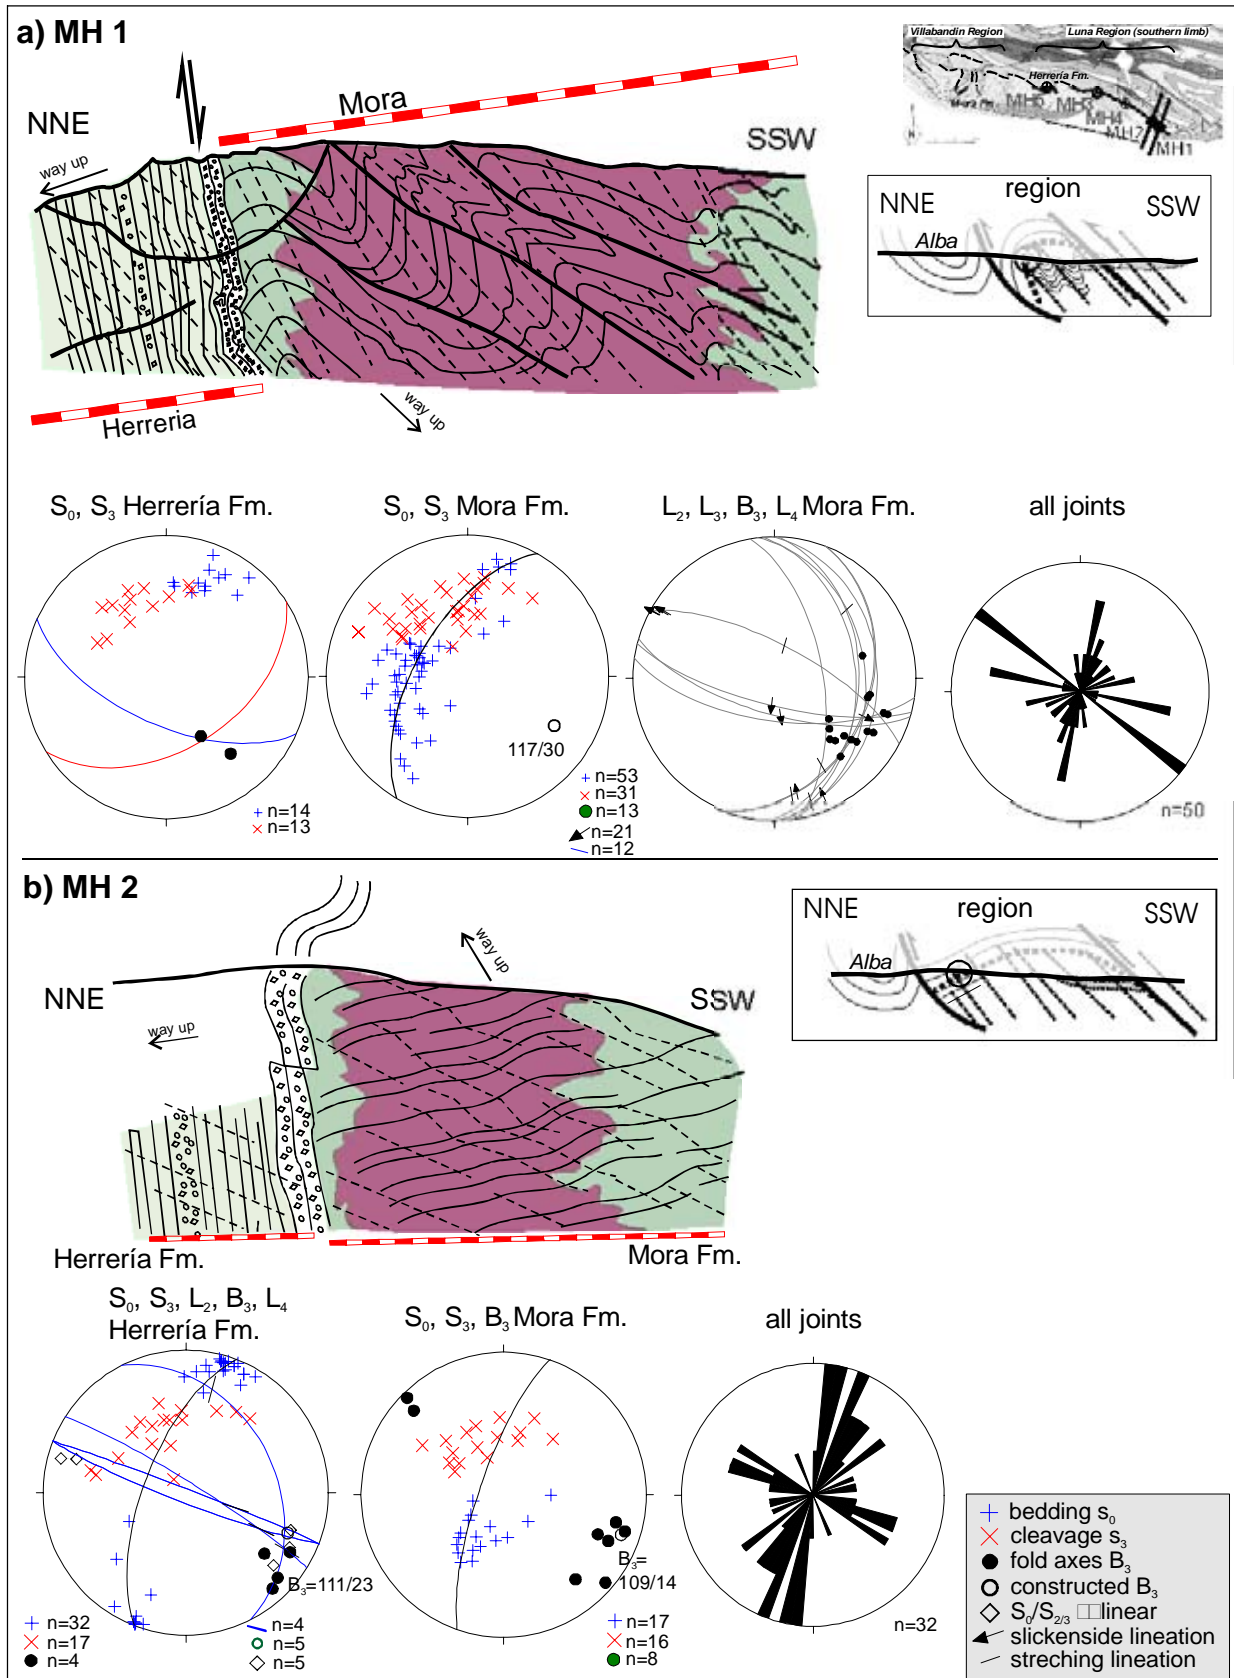 a) MH 1
Villabandin Region
Luna Region (southern limb)
Herrería Fm.
MH5
MH3
MH4
MH2
MH1
NNE
Mora
SSW
way up
way up
Herreria
region
NNE
SSW
Alba
S0, S3 Herrería Fm.
n=14
n=13
S0, S3 Mora Fm.
117/30
n=53
n=31
n=13
n=21
n=12
L2, L3, B3, L4 Mora Fm.
all joints
n=50
b) MH 2
NNE
way up
way up
SSW
Herrería Fm.
Mora Fm.
NNE
region
SSW
Alba
S0, S3, L2, B3, L4
Herrería Fm.
B3=111/23
n=32
n=17
n=4
n=4
n=5
n=5
S0, S3, B3 Mora Fm.
B3=
109/14
n=17
n=16
n=8
all joints
n=32
bedding s0
cleavage s3
fold axes B3
constructed B3
S0/S2/3 □□linear
slickenside lineation
streching lineation